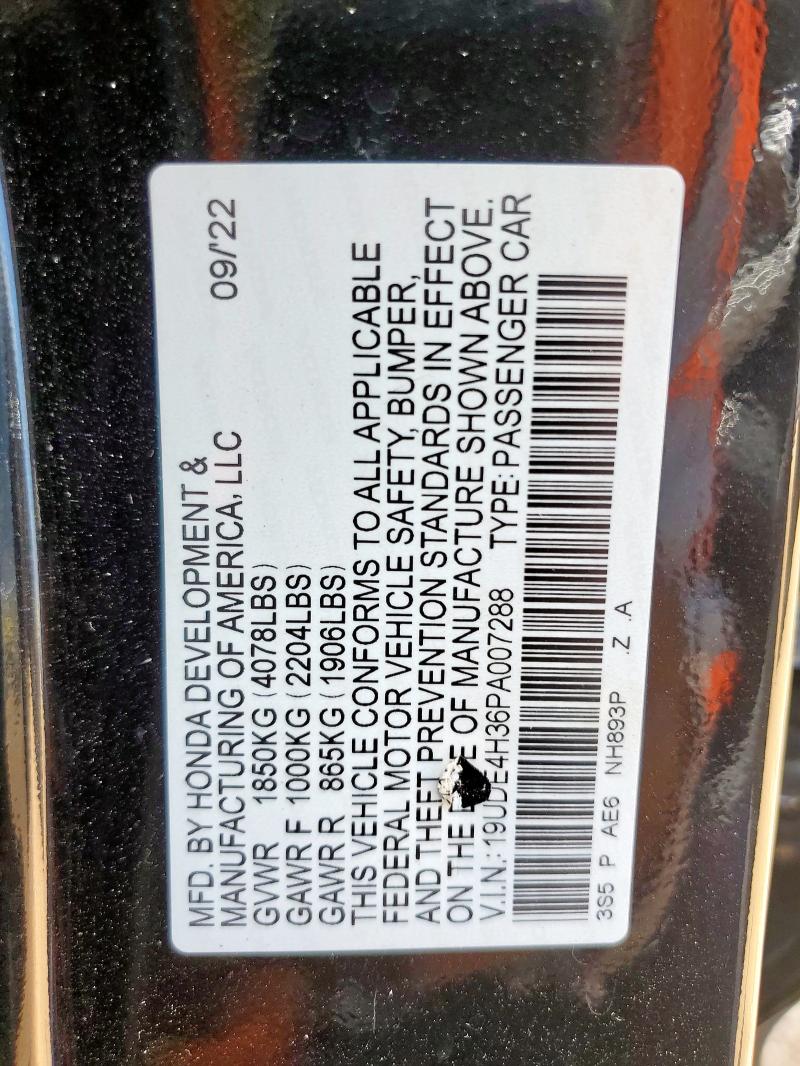 MFD. BY HONDA DEVELOPMENT &
MANUFACTURING OF AMERICA, LLC 09/'22
GVWR 1850KG (4078LBS)
GAWR F 1000KG (2204LBS)
GAWR R 865KG (1906LBS)
THIS VEHICLE CONFORMS TO ALL APPLICABLE
FEDERAL MOTOR VEHICLE SAFETY, BUMPER,
AND THEFT PREVENTION STANDARDS IN EFFECT
ON THE E OF MANUFACTURE SHOWN ABOVE.
V.I.N.: 19UDE4H36PA007288 TYPE: PASSENGER CAR
3S5 P AE6 NH893P .Z .A